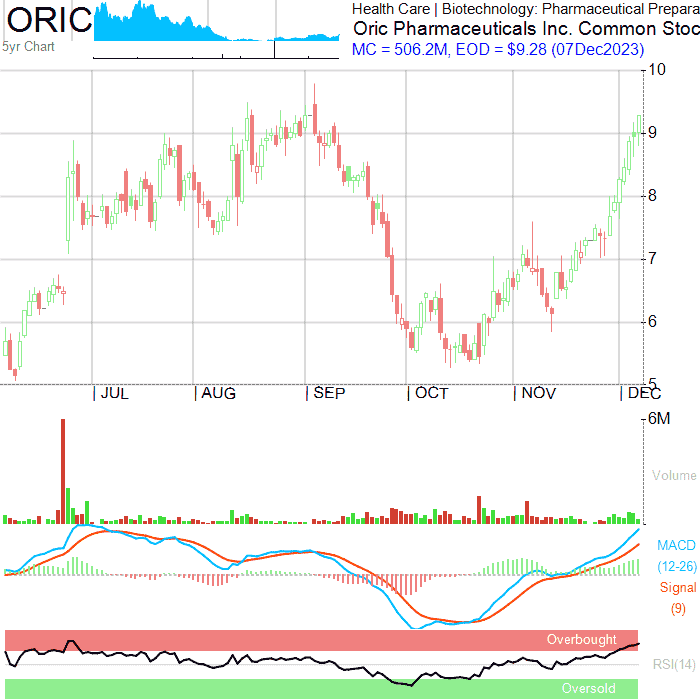 ORIC
5yr Chart
Health Care | Biotechnology: Pharmaceutical Prepara
Oric Pharmaceuticals Inc. Common Stoc
MC = 506.2M, EOD = $9.28 (07Dec2023)
10
9
8
7
6
5
JUL AUG SEP OCT NOV DEC
6M
Volume
MACD
(12-26)
Signal
(9)
Overbought
RSI(14)
Oversold